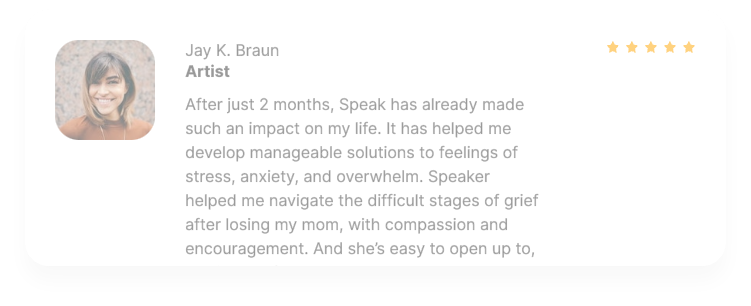 Jay K. Braun
Artist
After just 2 months, Speak has already made
such an impact on my life. It has helped me
develop manageable solutions to feelings of
stress, anxiety, and overwhelm. Speaker
helped me navigate the difficult stages of grief
after losing my mom, with compassion and
encouragement. And she’s easy to open up to,